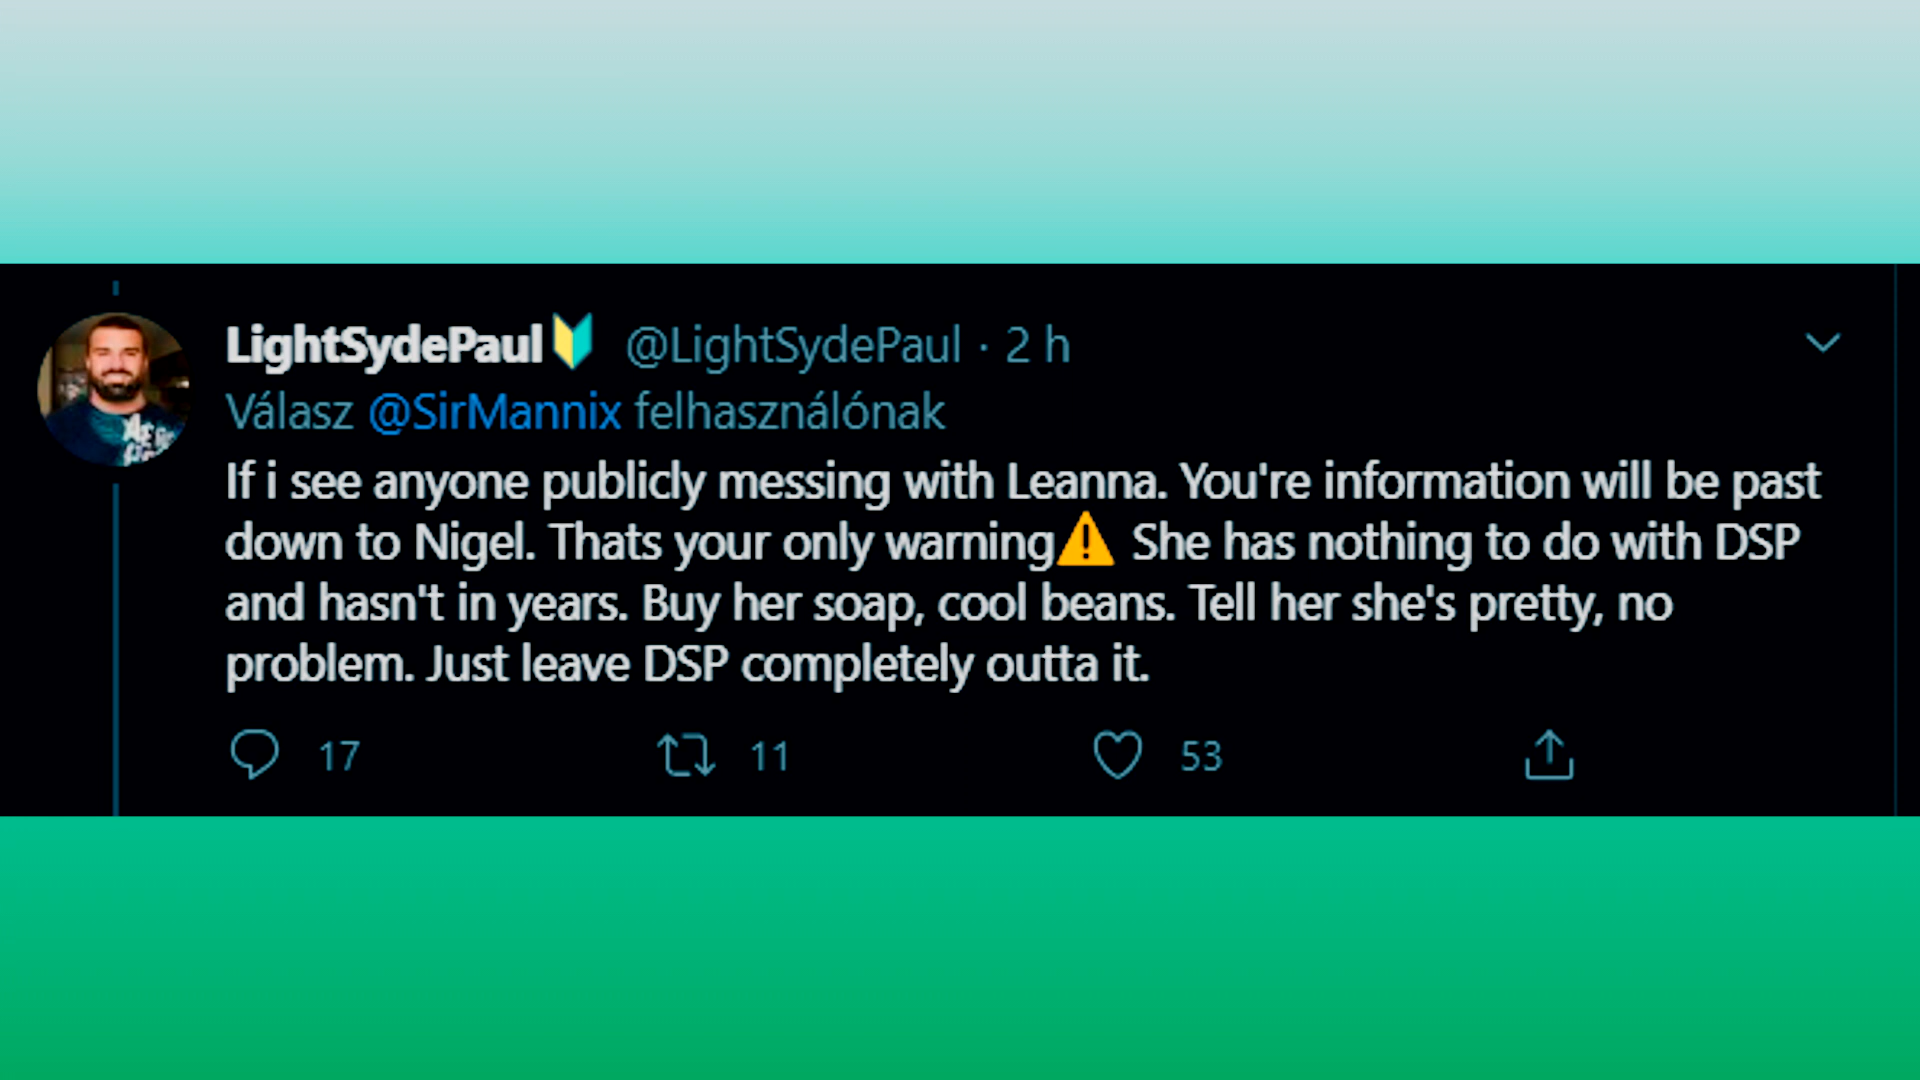 LightSydePaul🔰 @LightSydePaul · 2 h
Válasz @SirMannix felhasználónak
If i see anyone publicly messing with Leanna. You're information will be past
down to Nigel. Thats your only warning⚠️ She has nothing to do with DSP
and hasn't in years. Buy her soap, cool beans. Tell her she's pretty, no
problem. Just leave DSP completely outta it.
17 11 53